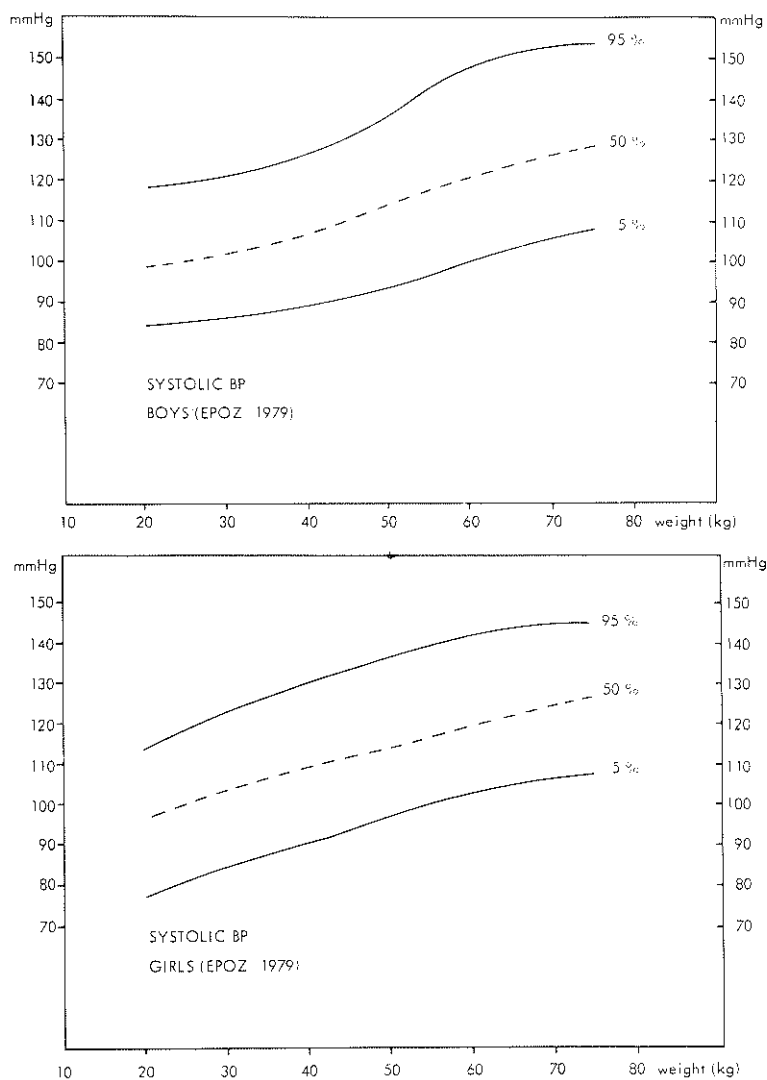 mmHg mmHg
95 %
150 150
140 140
130 50 % 130
120 120
110 5 % 110
100 100
90 90
80 80
70 SYSTOLIC BP 70
BOYS (EPOZ 1979)
10 20 30 40 50 60 70 80 weight (kg)
mmHg mmHg
150 95 % 150
140 140
130 50 % 130
120 120
110 5 % 110
100 100
90 90
80 80
70 70
SYSTOLIC BP
GIRLS (EPOZ 1979)
10 20 30 40 50 60 70 80 weight (kg)